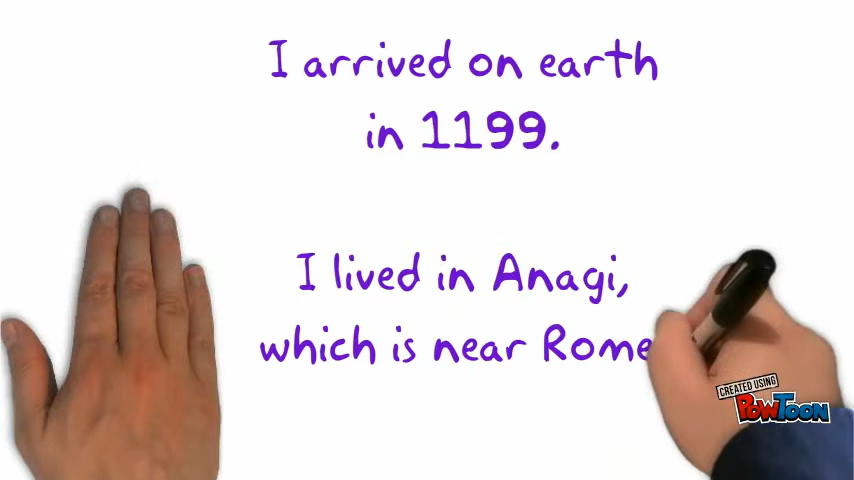 I arrived on earth
in 1199.
I lived in Anagi,
which is near Rome
CREATED USING
POWTOON